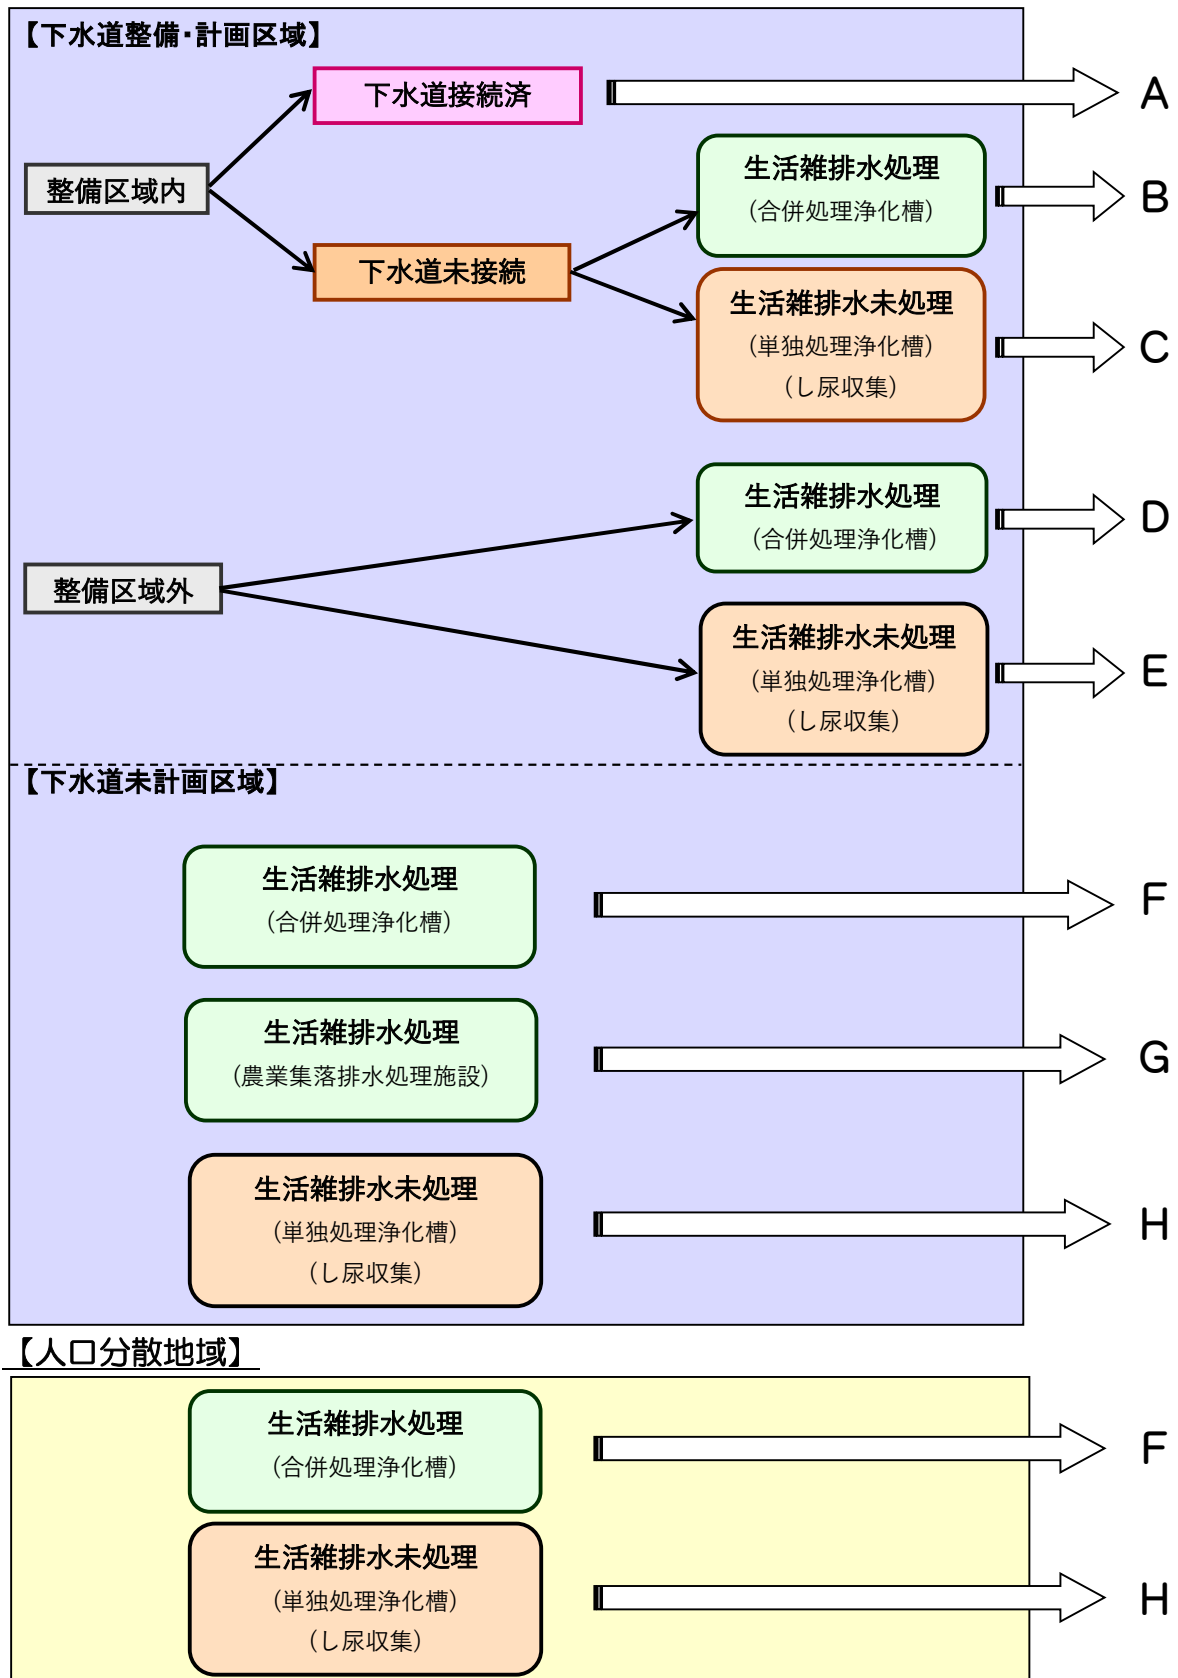 【下水道整備・計画区域】
下水道接続済
A
整備区域内
生活雑排水処理
（合併処理浄化槽）
B
下水道未接続
生活雑排水未処理
（単独処理浄化槽）
（し尿収集）
C
生活雑排水処理
（合併処理浄化槽）
D
整備区域外
生活雑排水未処理
（単独処理浄化槽）
（し尿収集）
E
【下水道未計画区域】
生活雑排水処理
（合併処理浄化槽）
F
生活雑排水処理
（農業集落排水処理施設）
G
生活雑排水未処理
（単独処理浄化槽）
（し尿収集）
H
【人口分散地域】
生活雑排水処理
（合併処理浄化槽）
F
生活雑排水未処理
（単独処理浄化槽）
（し尿収集）
H